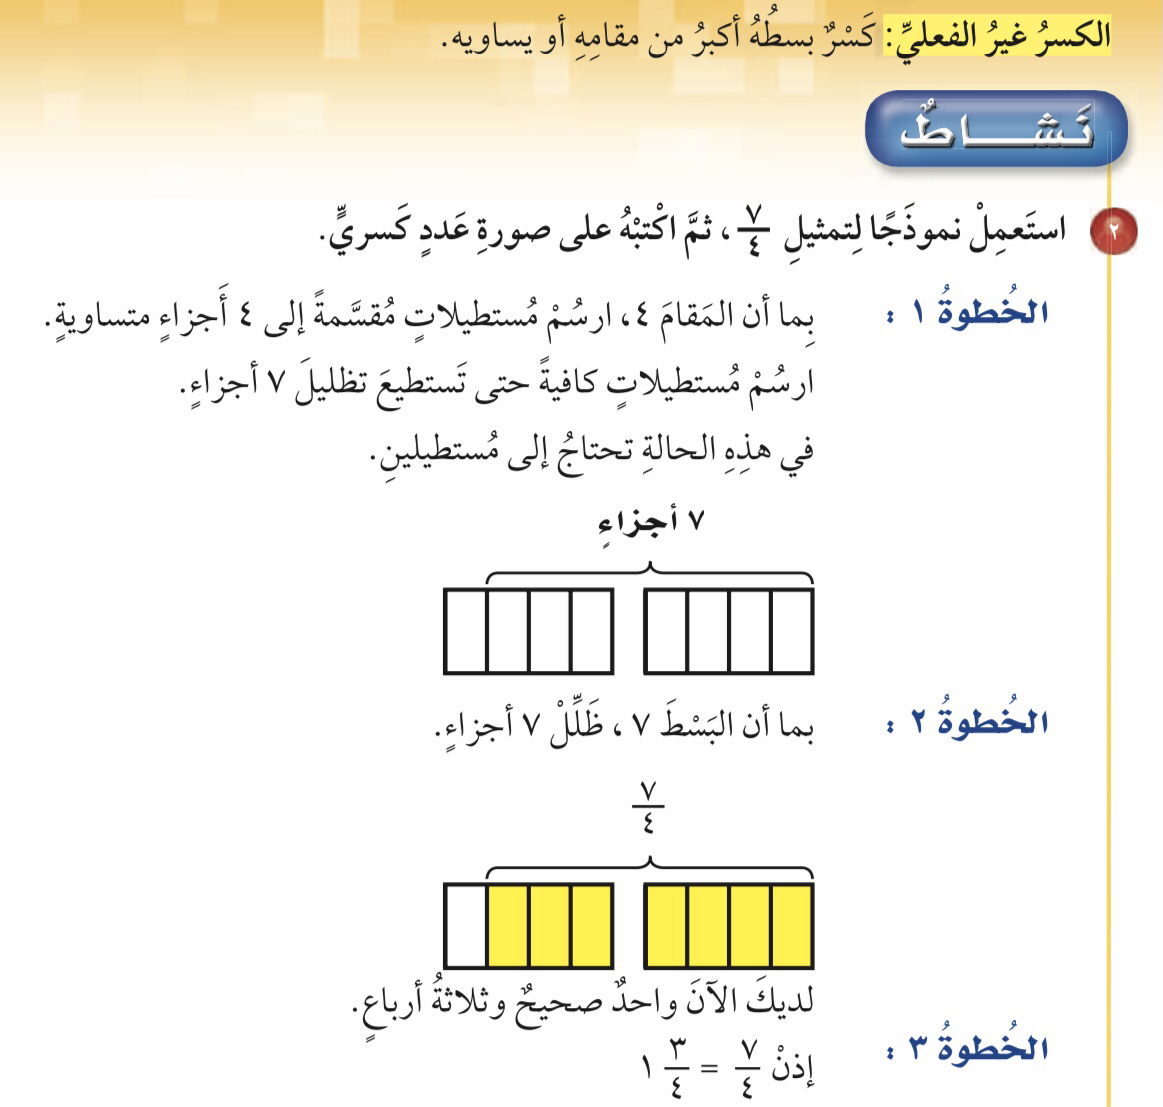 الكسرُ غيرُ الفعليِّ: كَسْرٌ بسطُهُ أكبرُ من مقامِهِ أو يساويه.
نَشاطٌ
٢ استَعمِلْ نموذَجًا لِتمثيلِ ٧/٤، ثمَّ اكْتبْهُ على صورةِ عَددٍ كَسريٍّ.
الخُطوةُ ١ : بِما أن المَقامَ ٤، ارسُمْ مُستطيلاتٍ مُقسَّمةً إلى ٤ أَجزاءٍ متساويةٍ.
ارسُمْ مُستطيلاتٍ كافيةً حتى تَستطيعَ تظليلَ ٧ أجزاءٍ.
في هذِهِ الحالةِ تحتاجُ إلى مُستطيلينِ.
٧ أجزاءٍ
الخُطوةُ ٢ : بما أن البَسْطَ ٧ ، ظَلِّلْ ٧ أجزاءٍ.
٧/٤
لديكَ الآنَ واحدٌ صحيحٌ وثلاثةُ أرباعٍ.
الخُطوةُ ٣ : إذنْ ٧/٤ = ٣/٤ ١